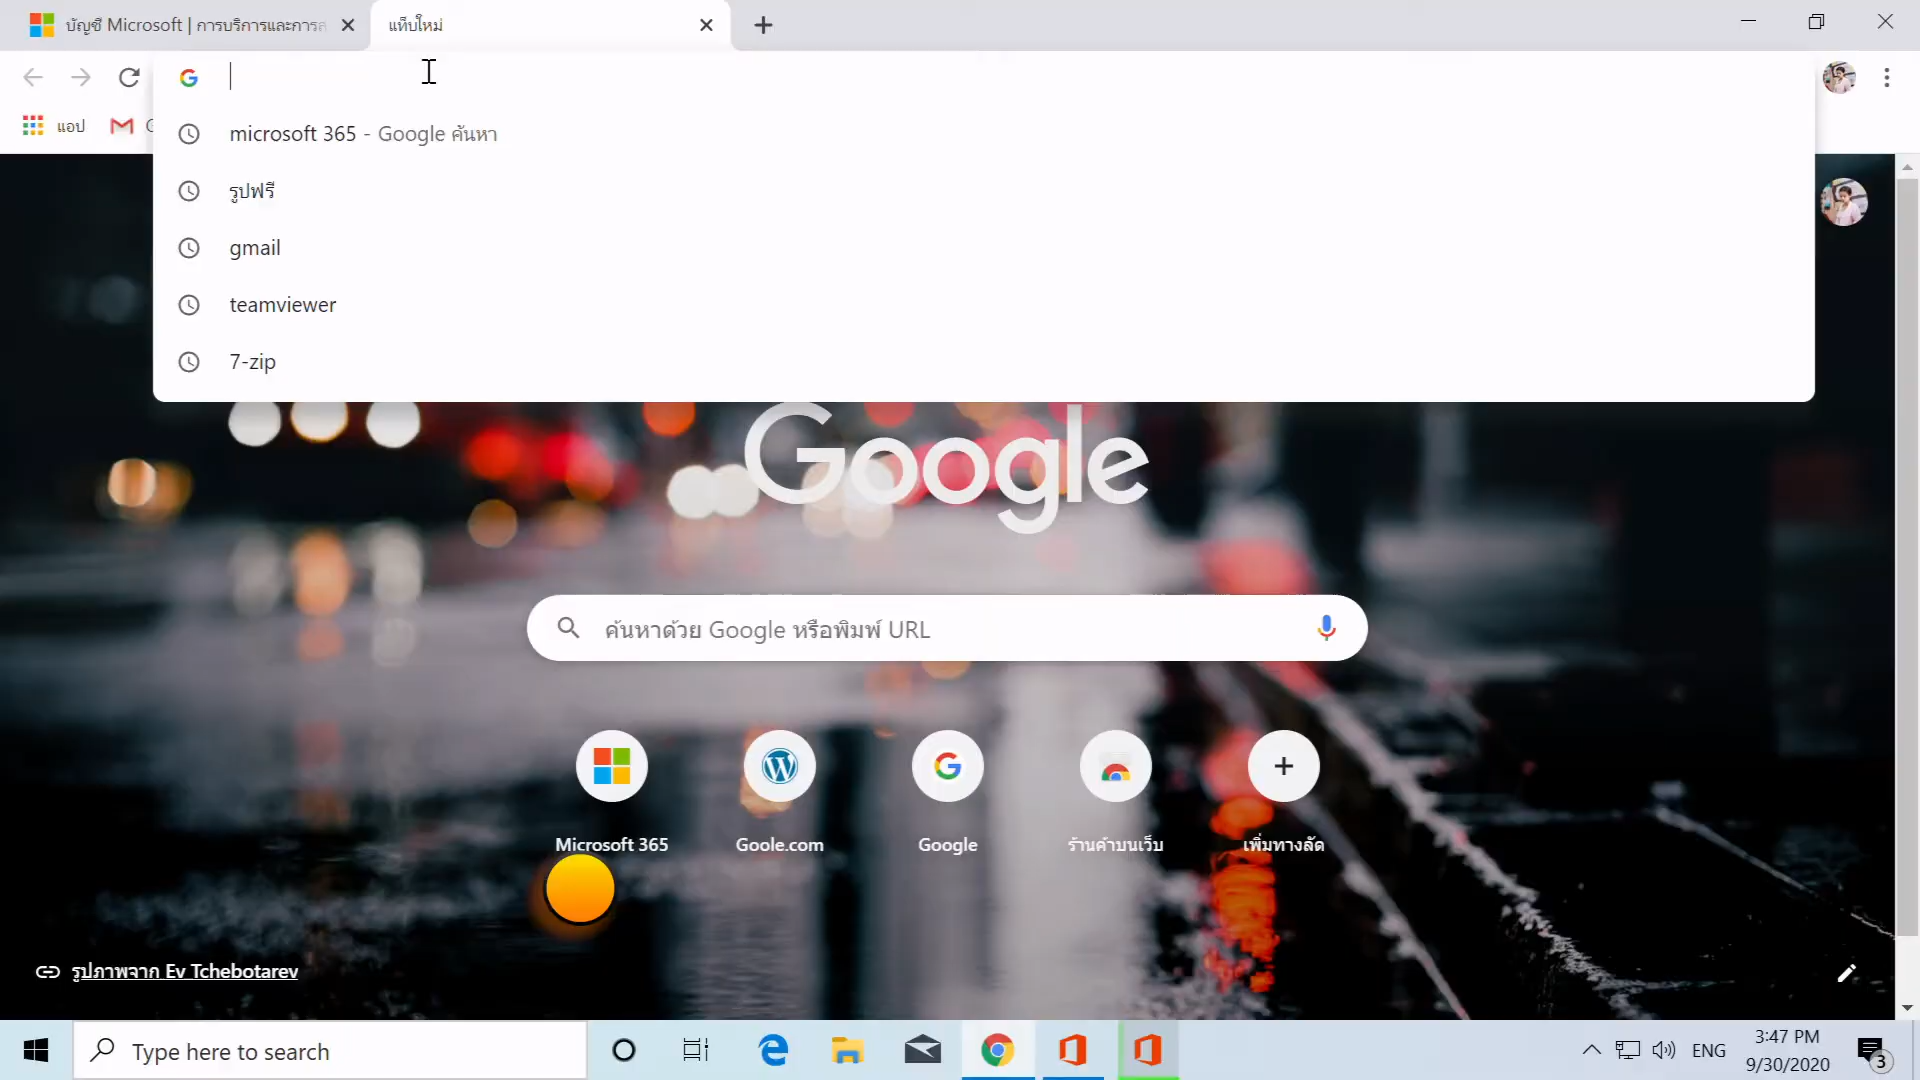 บัญชี Microsoft | การบริการและการส
แท็บใหม่
แอป
microsoft 365 - Google ค้นหา
รูปฟรี
gmail
teamviewer
7-zip
Google
ค้นหาด้วย Google หรือพิมพ์ URL
Microsoft 365
Goole.com
Google
ร้านค้าบนเว็บ
เพิ่มทางลัด
รูปภาพจาก Ev Tchebotarev
Type here to search
ENG
3:47 PM
9/30/2020
3